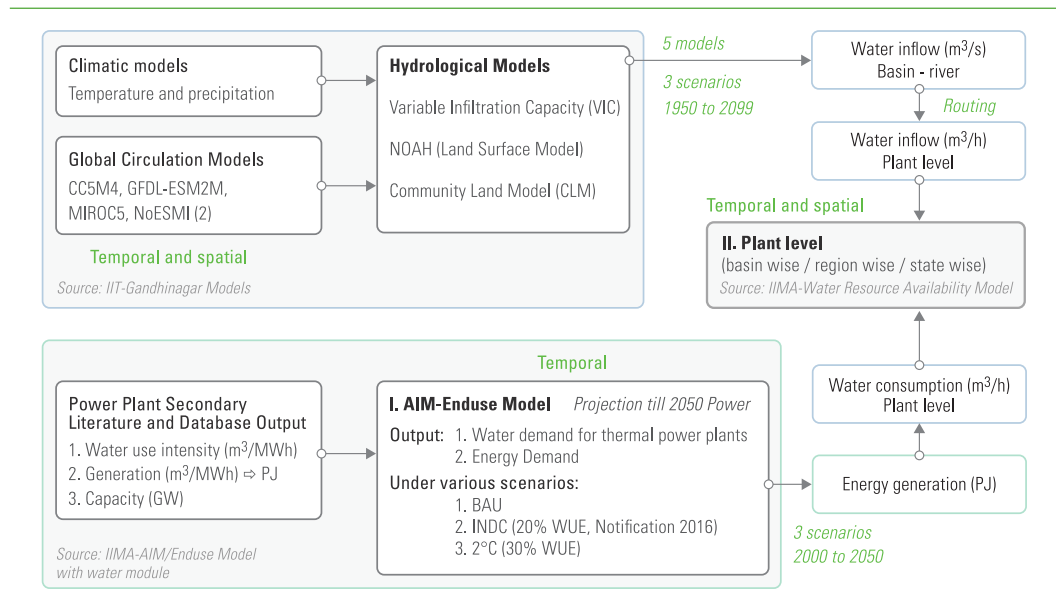 Climatic models
Temperature and precipitation
Global Circulation Models
CC5M4, GFDL-ESM2M,
MIROC5, NoESMI (2)
Temporal and spatial
Source: IIT-Gandhinagar Models
Hydrological Models
Variable Infiltration Capacity (VIC)
NOAH (Land Surface Model)
Community Land Model (CLM)
5 models
3 scenarios
1950 to 2099
Water inflow (m³/s)
Basin - river
Routing
Water inflow (m³/h)
Plant level
Temporal and spatial
II. Plant level
(basin wise / region wise / state wise)
Source: IIMA-Water Resource Availability Model
Temporal
Power Plant Secondary
Literature and Database Output
1. Water use intensity (m³/MWh)
2. Generation (m³/MWh) ⇨ PJ
3. Capacity (GW)
Source: IIMA-AIM/Enduse Model
with water module
I. AIM-Enduse Model Projection till 2050 Power
Output: 1. Water demand for thermal power plants
2. Energy Demand
Under various scenarios:
1. BAU
2. INDC (20% WUE, Notification 2016)
3. 2°C (30% WUE)
Water consumption (m³/h)
Plant level
Energy generation (PJ)
3 scenarios
2000 to 2050